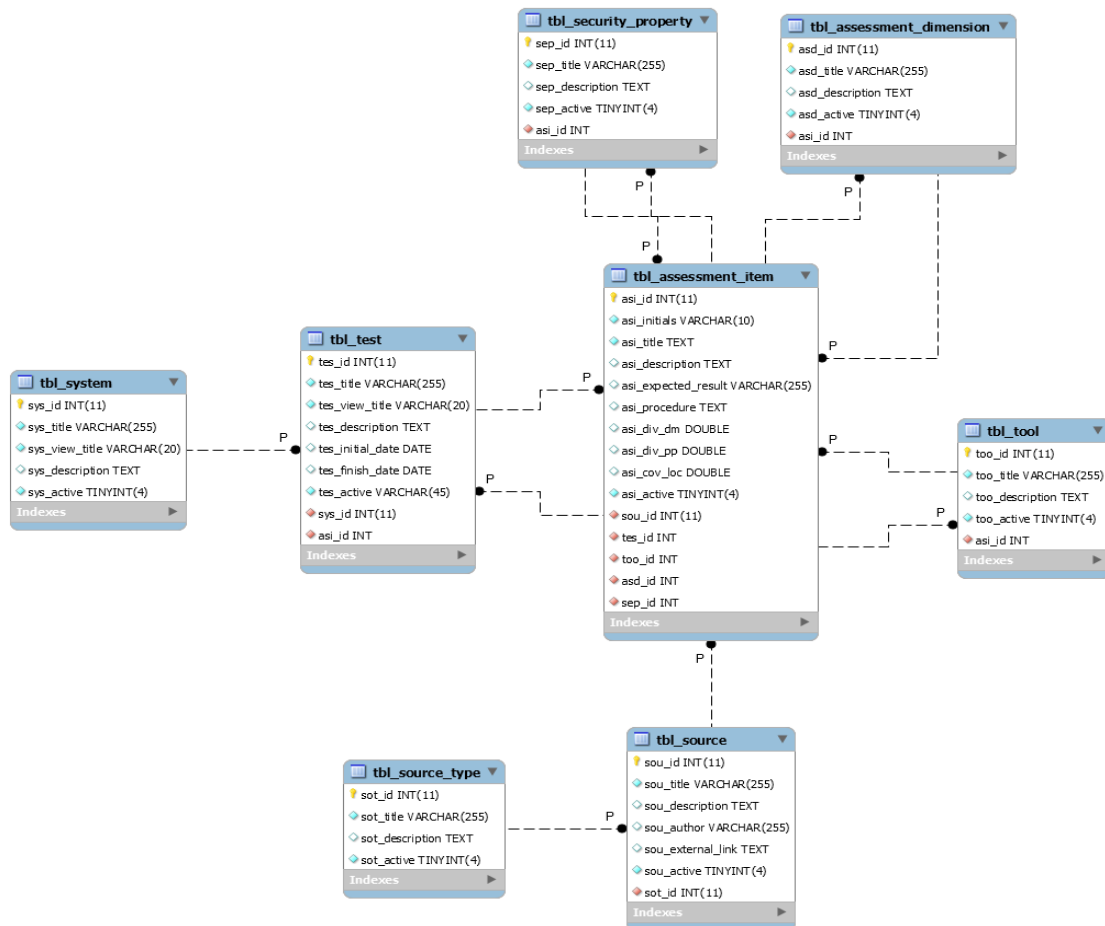 tbl_security_property
sep_id INT(11)
sep_title VARCHAR(255)
sep_description TEXT
sep_active TINYINT(4)
asi_id INT
Indexes
tbl_assessment_dimension
asd_id INT(11)
asd_title VARCHAR(255)
asd_description TEXT
asd_active TINYINT(4)
asi_id INT
Indexes
P
P
P
tbl_assessment_item
asi_id INT(11)
asi_initials VARCHAR(10)
asi_title TEXT
asi_description TEXT
asi_expected_result VARCHAR(255)
asi_procedure TEXT
asi_div_dm DOUBLE
asi_div_pp DOUBLE
asi_cov_loc DOUBLE
asi_active TINYINT(4)
sou_id INT(11)
tes_id INT
too_id INT
asd_id INT
sep_id INT
Indexes
P
tbl_test
tes_id INT(11)
tes_title VARCHAR(255)
tes_view_title VARCHAR(20)
tes_description TEXT
tes_initial_date DATE
tes_finish_date DATE
tes_active VARCHAR(45)
sys_id INT(11)
asi_id INT
Indexes
P
P
tbl_system
sys_id INT(11)
sys_title VARCHAR(255)
sys_view_title VARCHAR(20)
sys_description TEXT
sys_active TINYINT(4)
Indexes
P
tbl_tool
too_id INT(11)
too_title VARCHAR(255)
too_description TEXT
too_active TINYINT(4)
asi_id INT
Indexes
P
P
P
tbl_source
sou_id INT(11)
sou_title VARCHAR(255)
sou_description TEXT
sou_author VARCHAR(255)
sou_external_link TEXT
sou_active TINYINT(4)
sot_id INT(11)
Indexes
tbl_source_type
sot_id INT(11)
sot_title VARCHAR(255)
sot_description TEXT
sot_active TINYINT(4)
Indexes
P